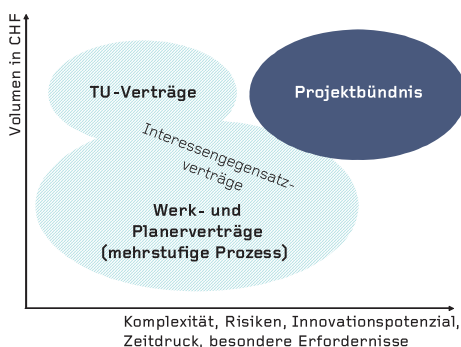 Volumen in CHF
TU-Verträge
Projektbündnis
Interessengegensatz-
verträge
Werk- und
Planerverträge
(mehrstufige Prozess)
Komplexität, Risiken, Innovationspotenzial,
Zeitdruck, besondere Erfordernisse